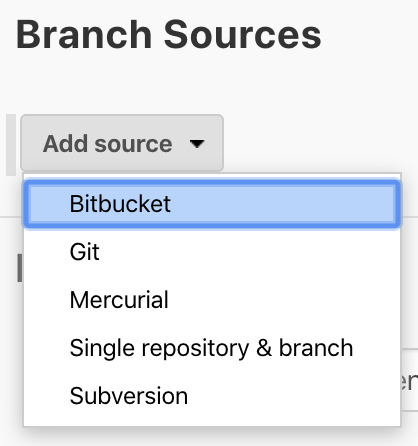 Branch Sources
Add source
Bitbucket
Git
Mercurial
Single repository & branch
Subversion